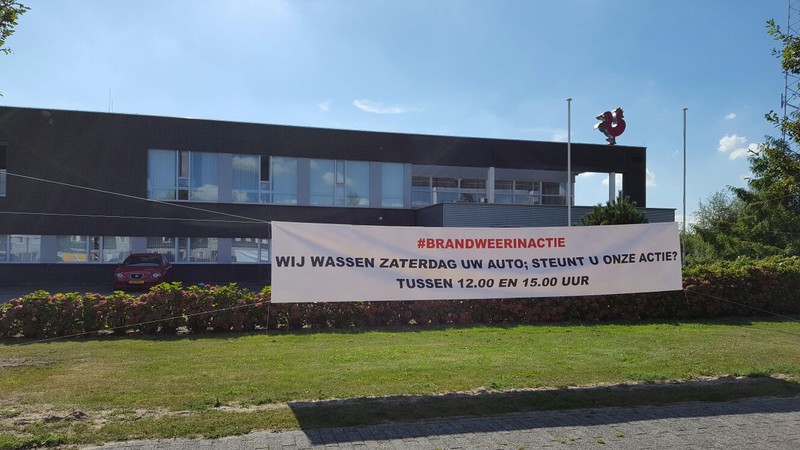 #BRANDWEERINACTIE
WIJ WASSEN ZATERDAG UW AUTO; STEUNT U ONZE ACTIE?
TUSSEN 12.00 EN 15.00 UUR